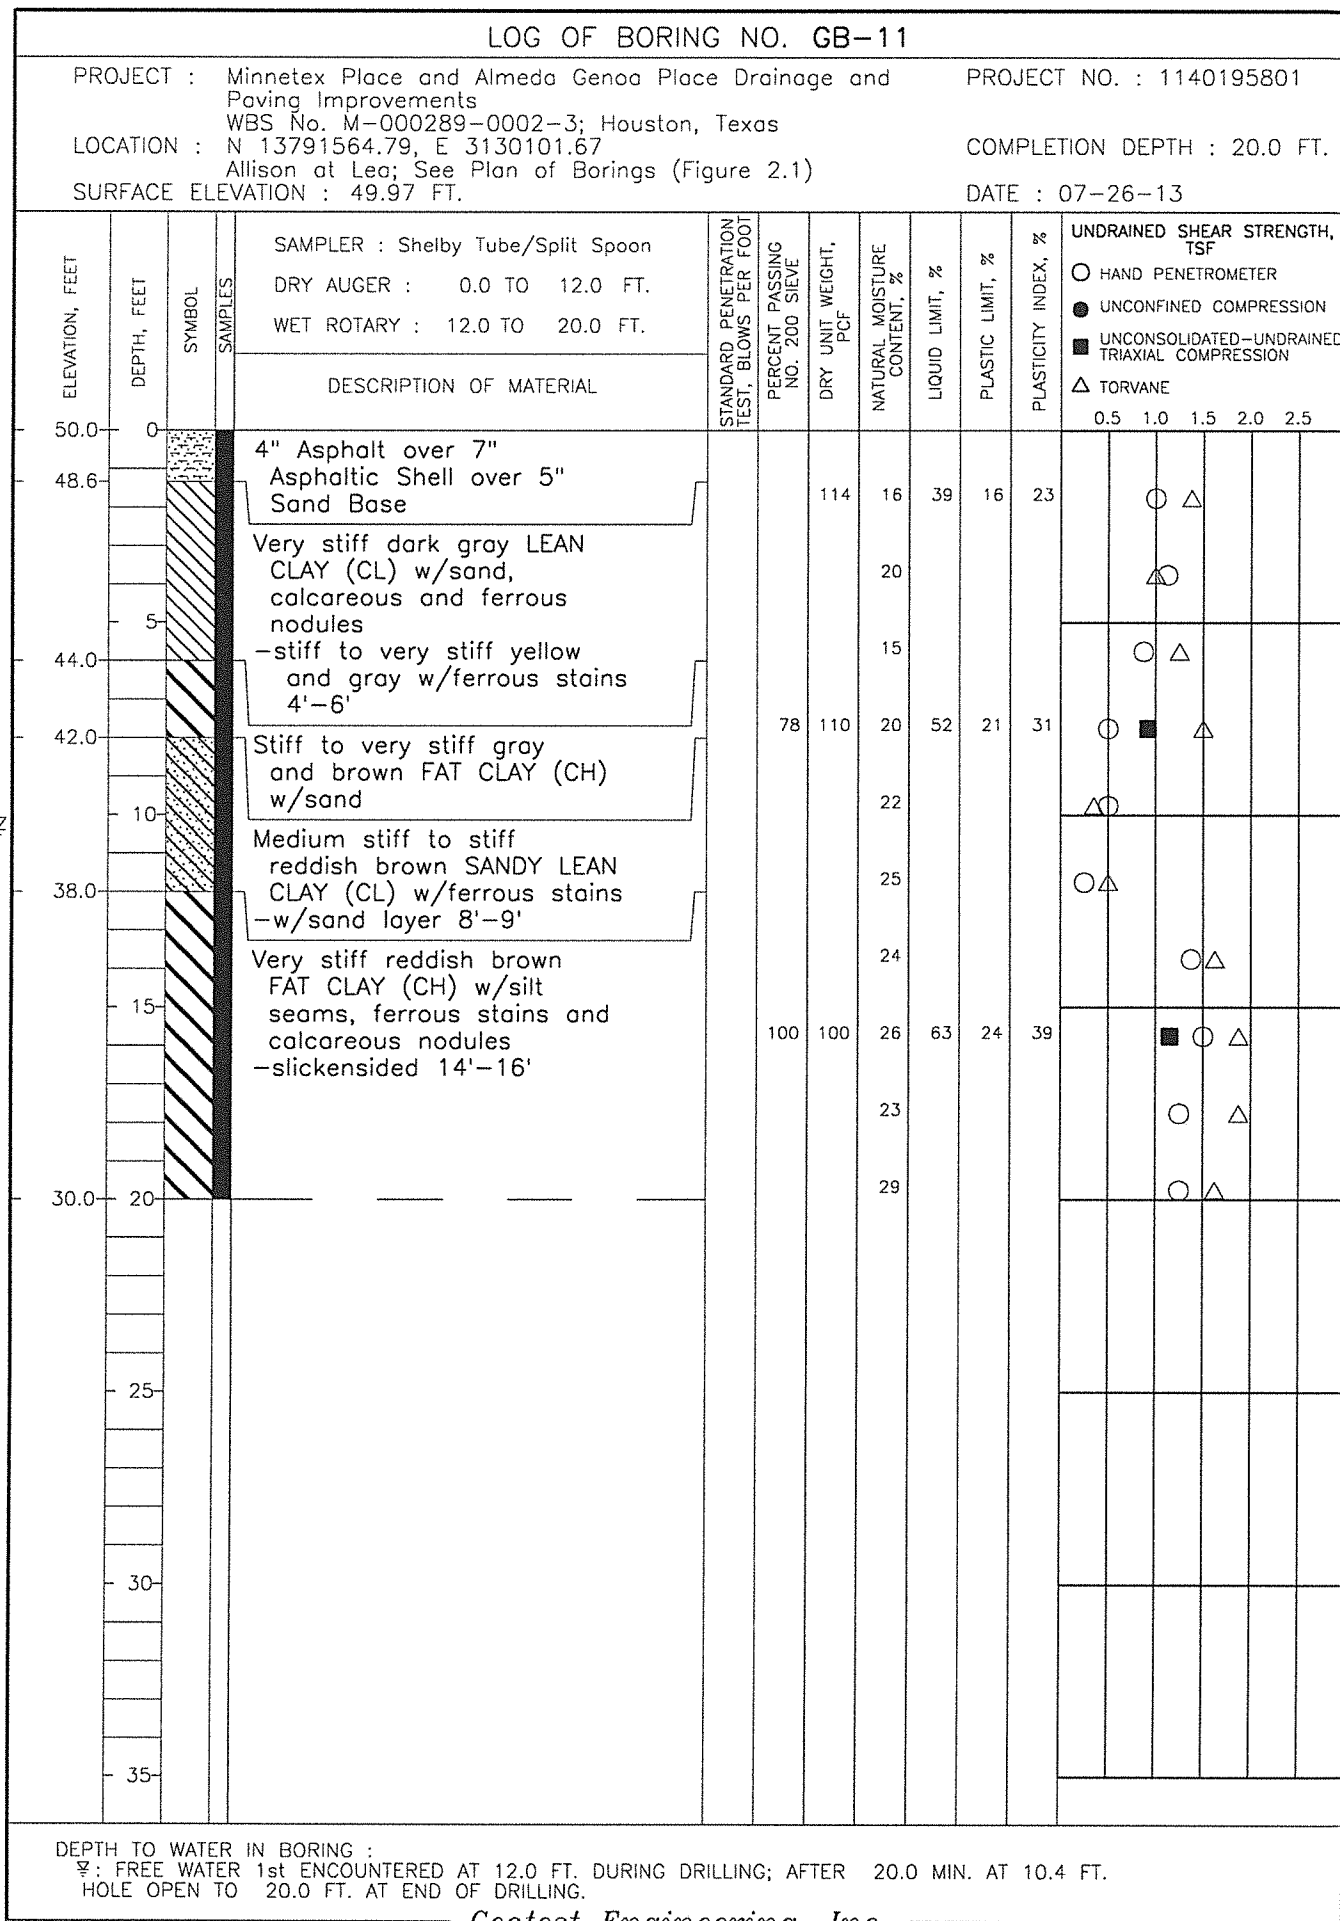 LOG OF BORING NO. GB-11
PROJECT : Minnetex Place and Almeda Genoa Place Drainage and
Paving Improvements
WBS No. M-000289-0002-3; Houston, Texas
PROJECT NO. : 1140195801
LOCATION : N 13791564.79, E 3130101.67
Allison at Lea; See Plan of Borings (Figure 2.1)
COMPLETION DEPTH : 20.0 FT.
SURFACE ELEVATION : 49.97 FT.
DATE : 07-26-13
ELEVATION, FEET
DEPTH, FEET
SYMBOL
SAMPLES
SAMPLER : Shelby Tube/Split Spoon
DRY AUGER : 0.0 TO 12.0 FT.
WET ROTARY : 12.0 TO 20.0 FT.
DESCRIPTION OF MATERIAL
STANDARD PENETRATION
TEST, BLOWS PER FOOT
PERCENT PASSING
NO. 200 SIEVE
DRY UNIT WEIGHT,
PCF
NATURAL MOISTURE
CONTENT, %
LIQUID LIMIT, %
PLASTIC LIMIT, %
PLASTICITY INDEX, %
UNDRAINED SHEAR STRENGTH,
TSF
HAND PENETROMETER
UNCONFINED COMPRESSION
UNCONSOLIDATED-UNDRAINED
TRIAXIAL COMPRESSION
TORVANE
0.5 1.0 1.5 2.0 2.5
50.0 0
4" Asphalt over 7"
Asphaltic Shell over 5"
Sand Base
48.6
114 16 39 16 23
Very stiff dark gray LEAN
CLAY (CL) w/sand,
calcareous and ferrous
nodules
-stiff to very stiff yellow
and gray w/ferrous stains
4'-6'
20
5
15
44.0
78 110 20 52 21 31
42.0
Stiff to very stiff gray
and brown FAT CLAY (CH)
w/sand
22
10
Medium stiff to stiff
reddish brown SANDY LEAN
CLAY (CL) w/ferrous stains
-w/sand layer 8'-9'
25
38.0
Very stiff reddish brown
FAT CLAY (CH) w/silt
seams, ferrous stains and
calcareous nodules
-slickensided 14'-16'
24
15
100 100 26 63 24 39
23
29
30.0 20
25
30
35
DEPTH TO WATER IN BORING :
: FREE WATER 1st ENCOUNTERED AT 12.0 FT. DURING DRILLING; AFTER 20.0 MIN. AT 10.4 FT.
HOLE OPEN TO 20.0 FT. AT END OF DRILLING.
Geotest Engineering, Inc.